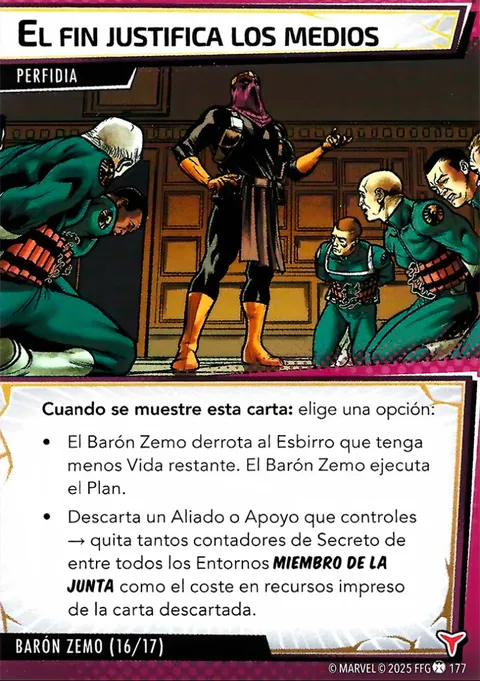 EL FIN JUSTIFICA LOS MEDIOS
PERFIDIA
Cuando se muestre esta carta: elige una opción:
• El Barón Zemo derrota al Esbirro que tenga
menos Vida restante. El Barón Zemo ejecuta
el Plan.
• Descarta un Aliado o Apoyo que controles
→ quita tantos contadores de Secreto de
entre todos los Entornos MIEMBRO DE LA
JUNTA como el coste en recursos impreso
de la carta descartada.
BARÓN ZEMO (16/17)
© MARVEL © 2025 FFG 177